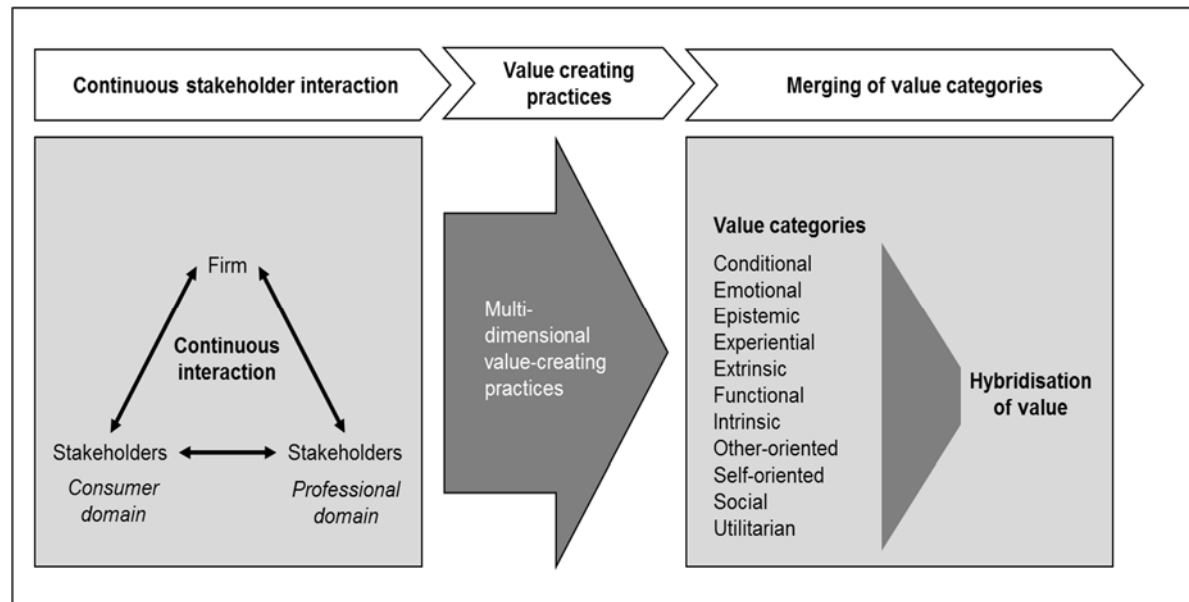 Continuous stakeholder interaction
Value creating
practices
Merging of value categories
Firm
Continuous
interaction
Stakeholders
Stakeholders
Consumer
domain
Professional
domain
Multi-
dimensional
value-creating
practices
Value categories
Conditional
Emotional
Epistemic
Experiential
Extrinsic
Functional
Intrinsic
Other-oriented
Self-oriented
Social
Utilitarian
Hybridisation
of value